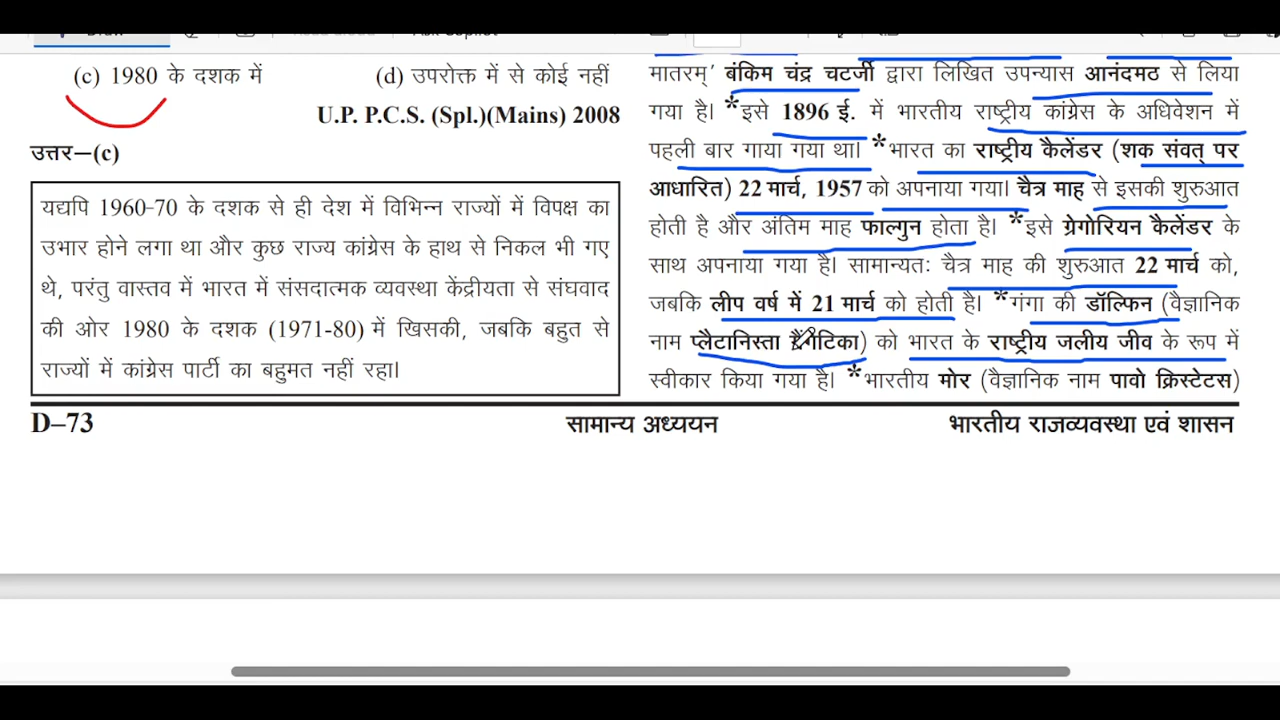 (c) 1980 के दशक में
(d) उपरोक्त में से कोई नहीं
U.P. P.C.S. (Spl.)(Mains) 2008
उत्तर–(c)
यद्यपि 1960-70 के दशक से ही देश में विभिन्न राज्यों में विपक्ष का
उभार होने लगा था और कुछ राज्य कांग्रेस के हाथ से निकल भी गए
थे, परंतु वास्तव में भारत में संसदात्मक व्यवस्था केंद्रीयता से संघवाद
की ओर 1980 के दशक (1971-80) में खिसकी, जबकि बहुत से
राज्यों में कांग्रेस पार्टी का बहुमत नहीं रहा।
मातरम्' बंकिम चंद्र चटर्जी द्वारा लिखित उपन्यास आनंदमठ से लिया
गया है। *इसे 1896 ई. में भारतीय राष्ट्रीय कांग्रेस के अधिवेशन में
पहली बार गाया गया था। *भारत का राष्ट्रीय कैलेंडर (शक संवत् पर
आधारित) 22 मार्च, 1957 को अपनाया गया। चैत्र माह से इसकी शुरुआत
होती है और अंतिम माह फाल्गुन होता है। *इसे ग्रेगोरियन कैलेंडर के
साथ अपनाया गया है। सामान्यतः चैत्र माह की शुरुआत 22 मार्च को,
जबकि लीप वर्ष में 21 मार्च को होती है। *गंगा की डॉल्फिन (वैज्ञानिक
नाम प्लैटानिस्ता गैंगेटिका) को भारत के राष्ट्रीय जलीय जीव के रूप में
स्वीकार किया गया है। *भारतीय मोर (वैज्ञानिक नाम पावो क्रिस्टेटस)
D–73
सामान्य अध्ययन
भारतीय राजव्यवस्था एवं शासन